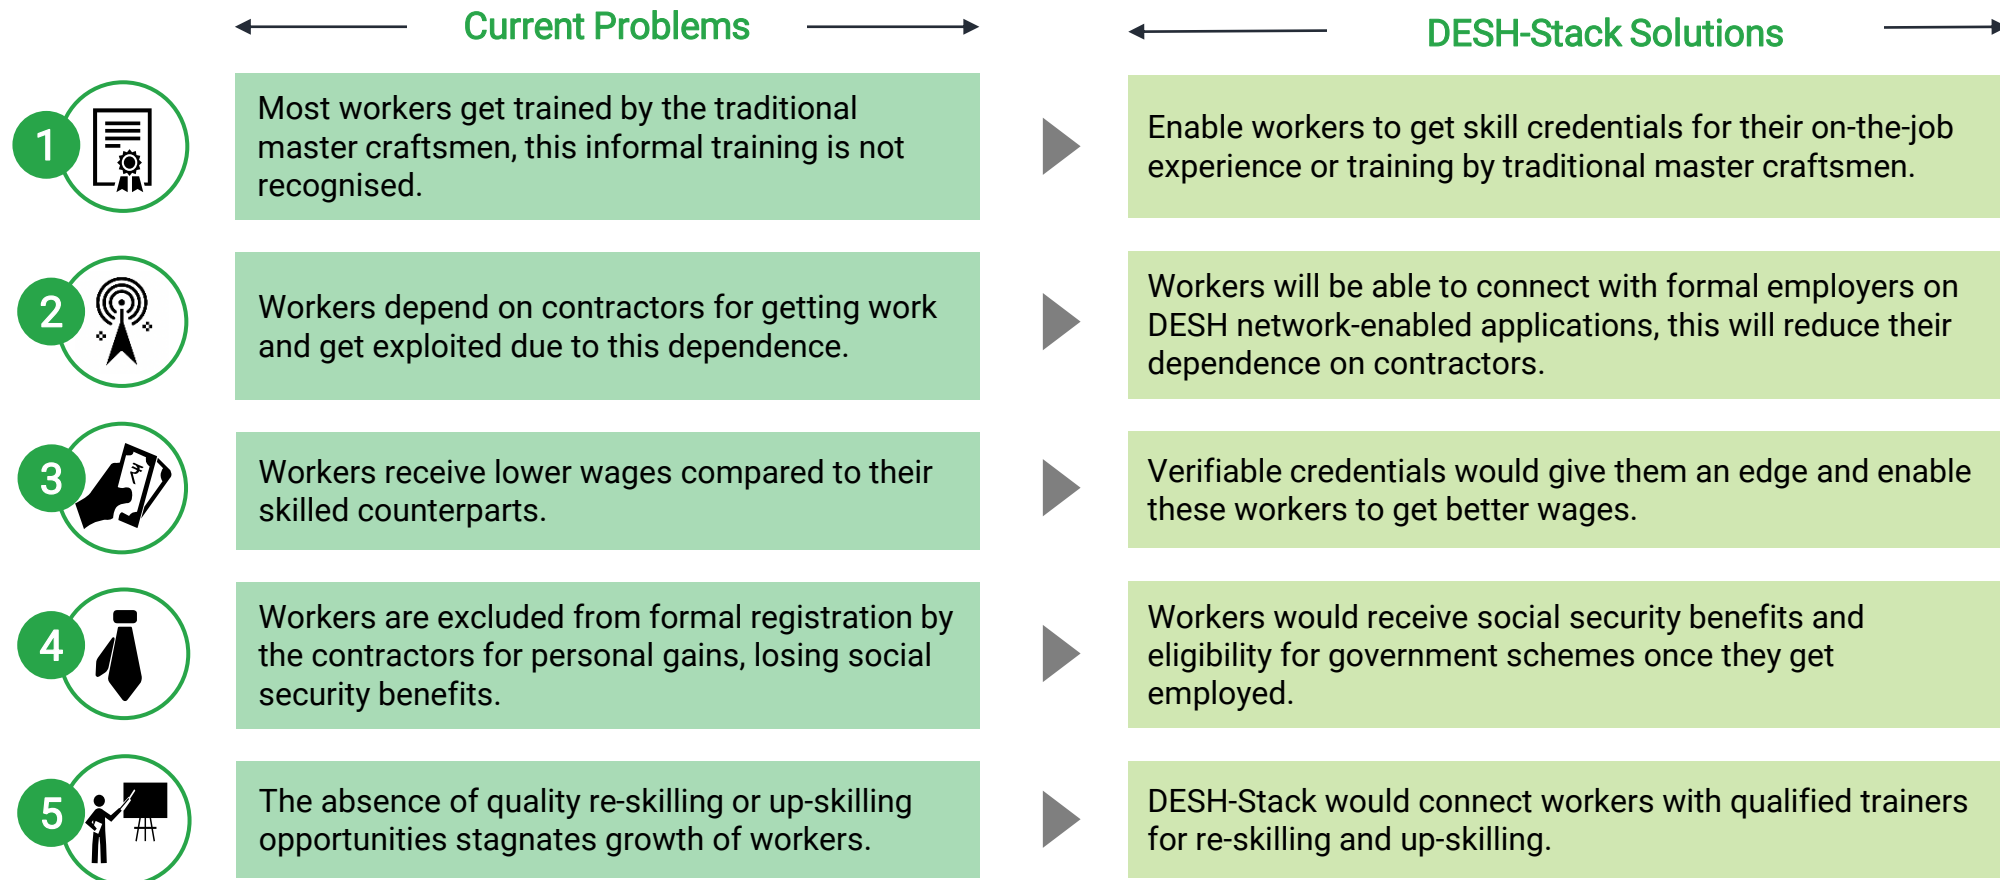 Current Problems
DESH-Stack Solutions
1
Most workers get trained by the traditional
master craftsmen, this informal training is not
recognised.
Enable workers to get skill credentials for their on-the-job
experience or training by traditional master craftsmen.
2
Workers depend on contractors for getting work
and get exploited due to this dependence.
Workers will be able to connect with formal employers on
DESH network-enabled applications, this will reduce their
dependence on contractors.
3
₹
Workers receive lower wages compared to their
skilled counterparts.
Verifiable credentials would give them an edge and enable
these workers to get better wages.
4
Workers are excluded from formal registration by
the contractors for personal gains, losing social
security benefits.
Workers would receive social security benefits and
eligibility for government schemes once they get
employed.
5
The absence of quality re-skilling or up-skilling
opportunities stagnates growth of workers.
DESH-Stack would connect workers with qualified trainers
for re-skilling and up-skilling.